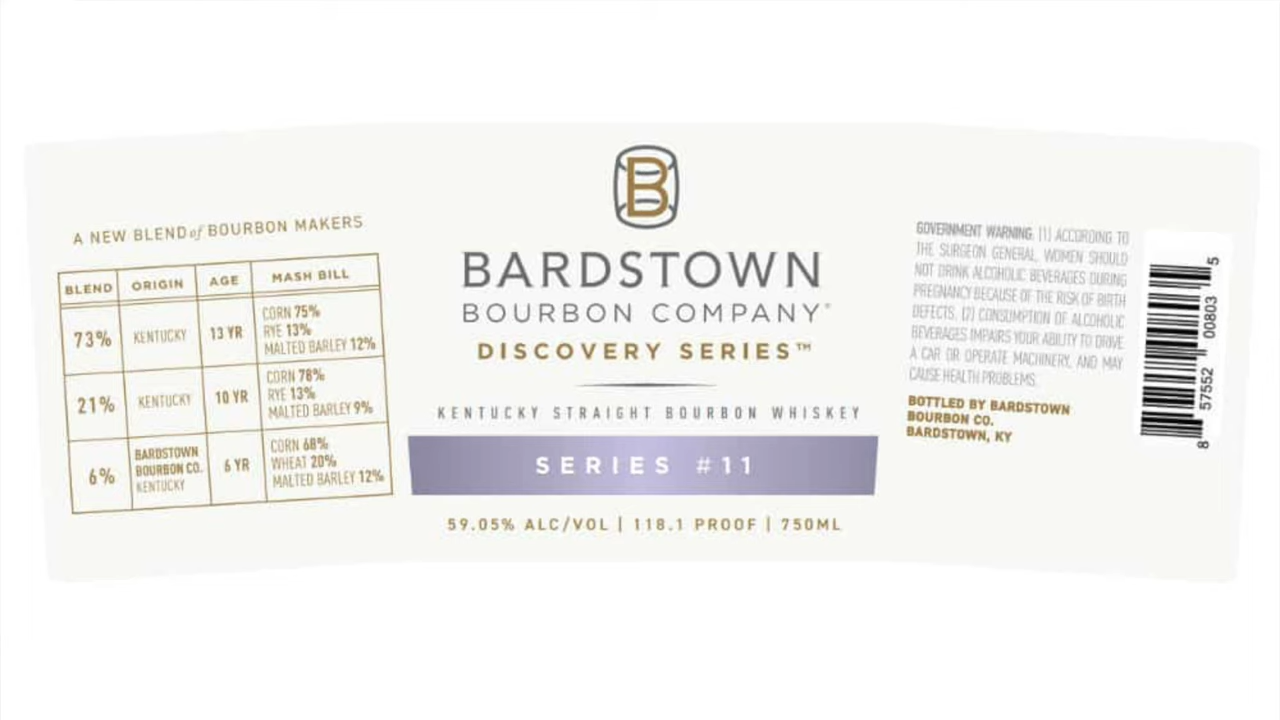 A NEW BLEND of BOURBON MAKERS
BLEND ORIGIN AGE MASH BILL
73% KENTUCKY 13 YR CORN 75%
RYE 13%
MALTED BARLEY 12%
21% KENTUCKY 10 YR CORN 78%
RYE 13%
MALTED BARLEY 9%
6% BARDSTOWN BOURBON CO. KENTUCKY 6 YR CORN 68%
WHEAT 20%
MALTED BARLEY 12%
B
BARDSTOWN
BOURBON COMPANY®
DISCOVERY SERIES™
KENTUCKY STRAIGHT BOURBON WHISKEY
SERIES #11
59.05% ALC/VOL | 118.1 PROOF | 750ML
GOVERNMENT WARNING: (1) ACCORDING TO
THE SURGEON GENERAL, WOMEN SHOULD
NOT DRINK ALCOHOLIC BEVERAGES DURING
PREGNANCY BECAUSE OF THE RISK OF BIRTH
DEFECTS. (2) CONSUMPTION OF ALCOHOLIC
BEVERAGES IMPAIRS YOUR ABILITY TO DRIVE
A CAR OR OPERATE MACHINERY, AND MAY
CAUSE HEALTH PROBLEMS.
BOTTLED BY BARDSTOWN
BOURBON CO.
BARDSTOWN, KY
8 57552 00803 5